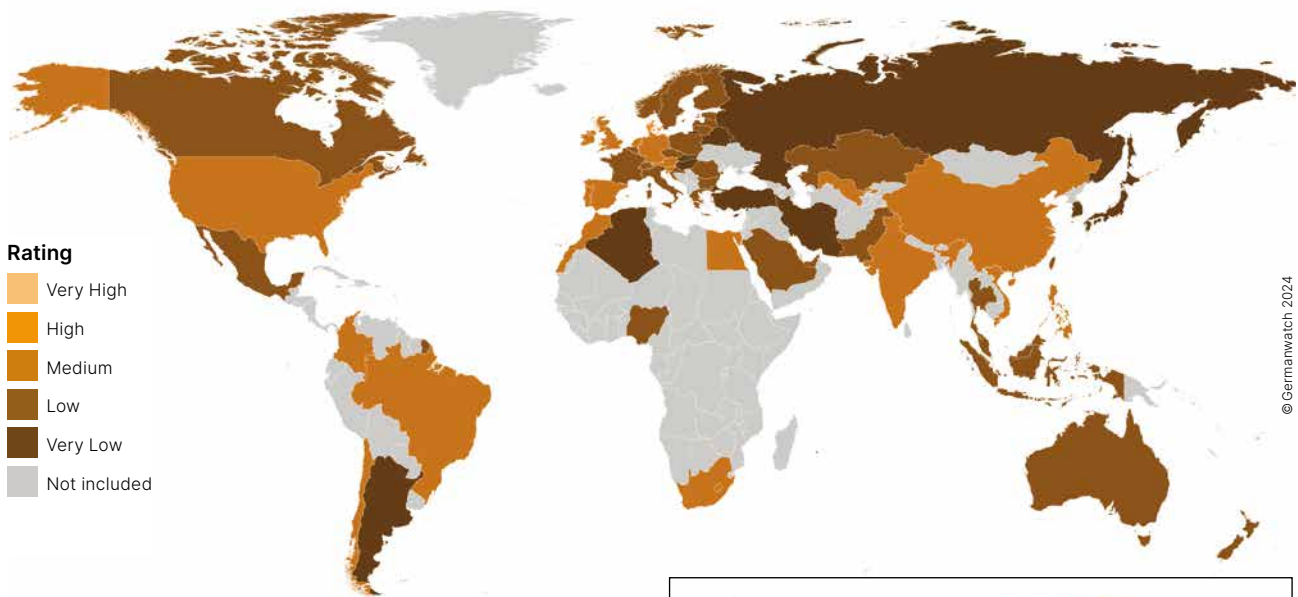 Rating
Very High
High
Medium
Low
Very Low
Not included
© Germanwatch 2024